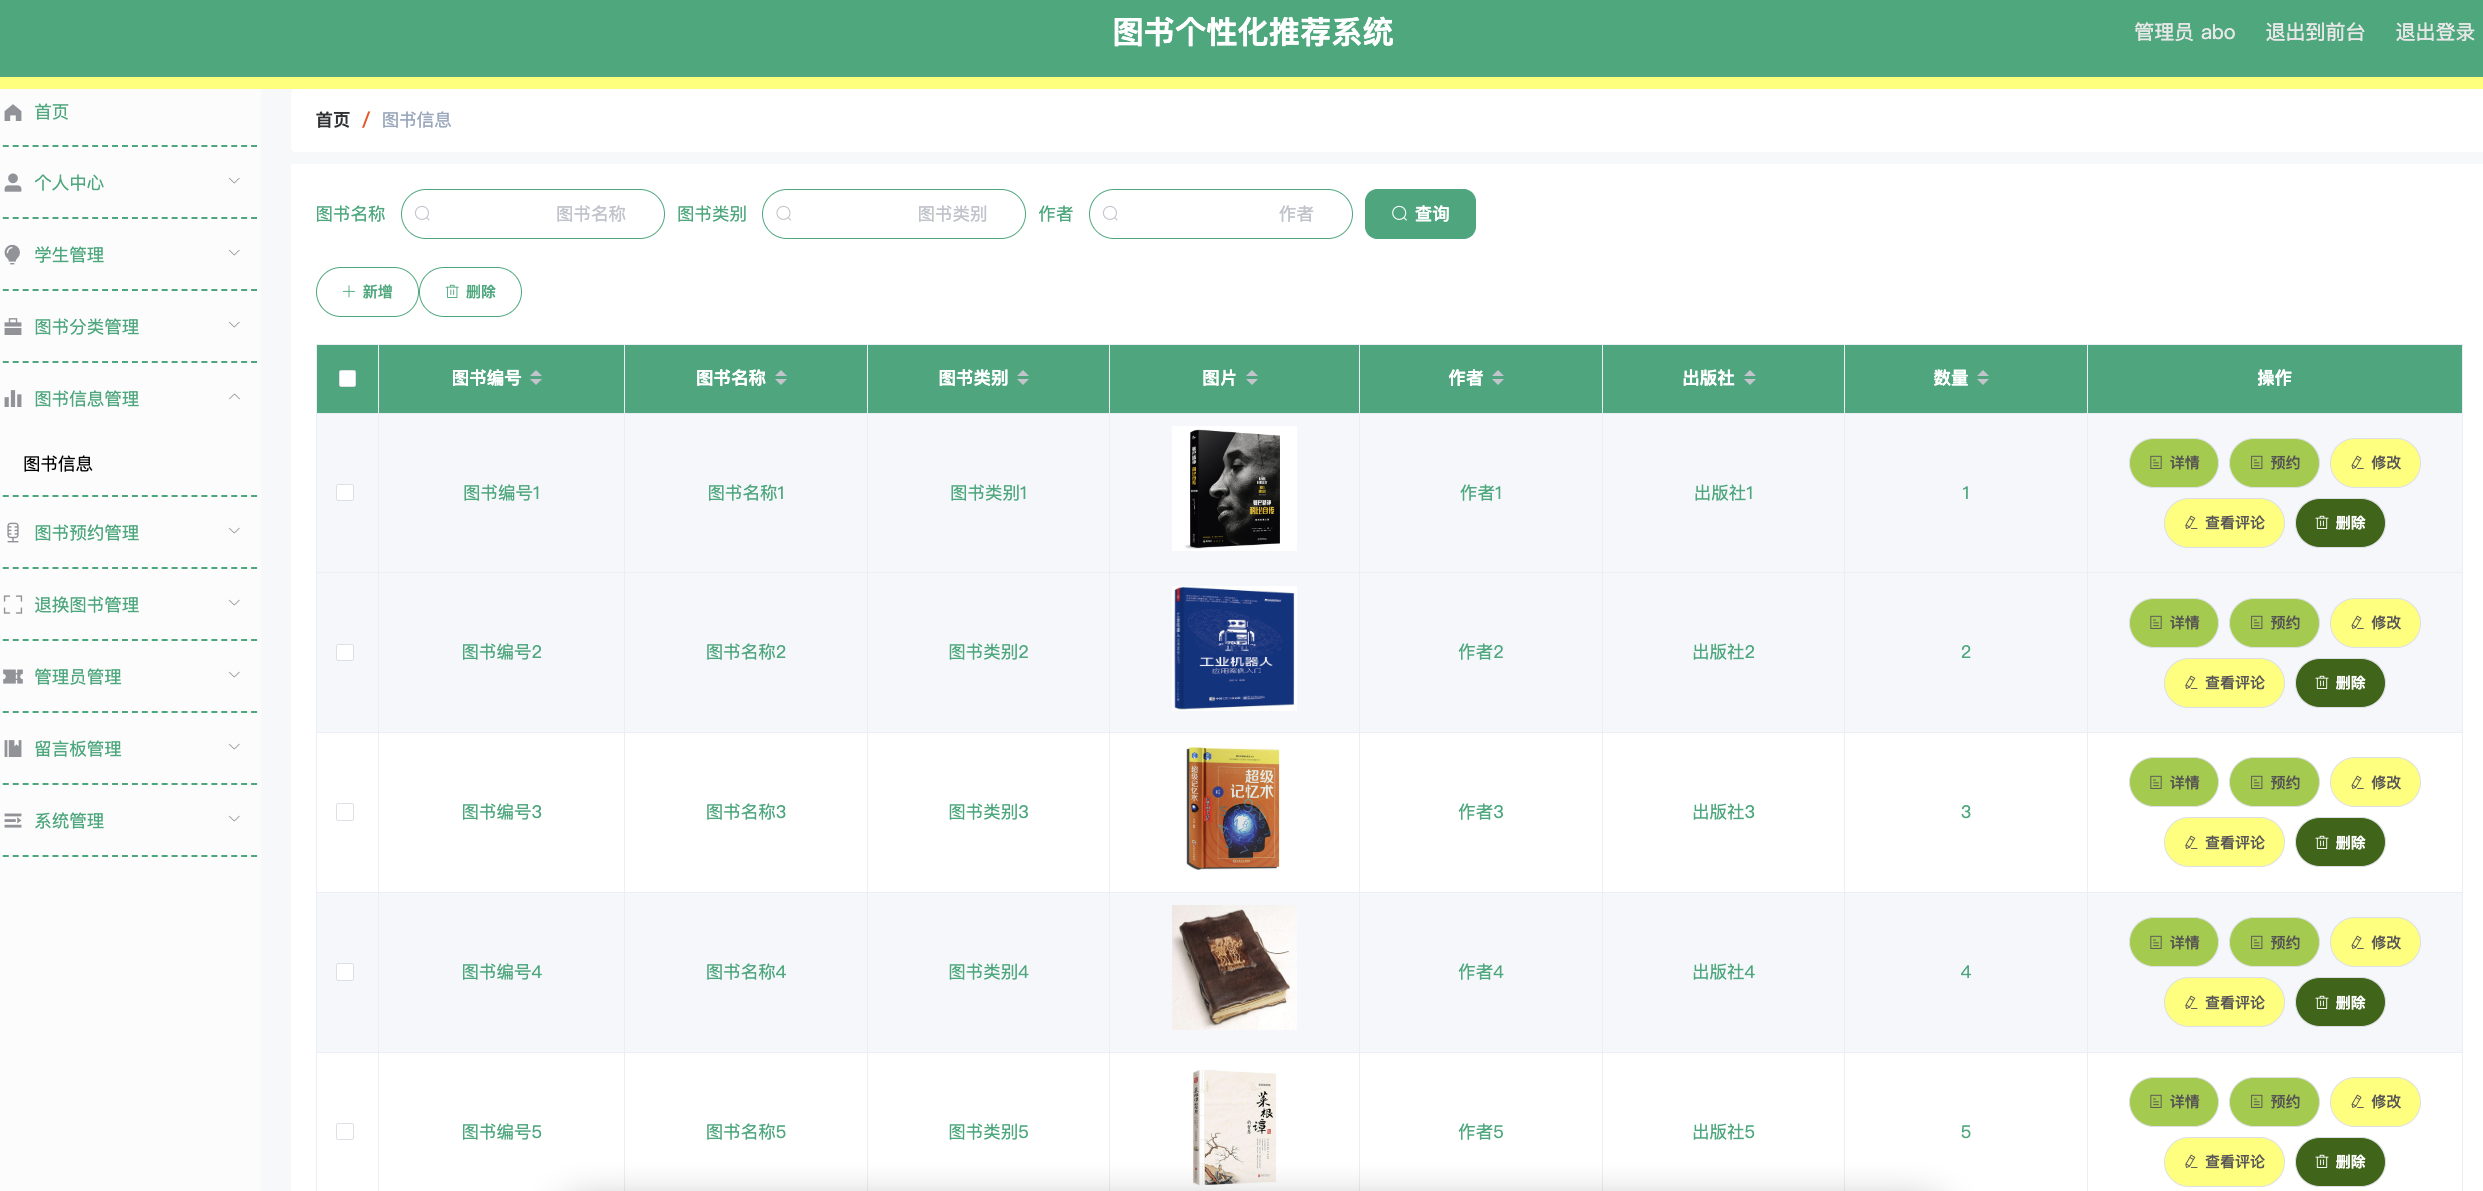 图书个性化推荐系统
管理员 abo 退出到前台 退出登录
首页
个人中心
学生管理
图书分类管理
图书信息管理
图书信息
图书预约管理
退换图书管理
管理员管理
留言板管理
系统管理
首页 / 图书信息
图书名称 图书名称 图书类别 图书类别 作者 作者 查询
新增 删除
图书编号 图书名称 图书类别 图片 作者 出版社 数量 操作
图书编号1 图书名称1 图书类别1 作者1 出版社1 1 详情 预约 修改
查看评论 删除
图书编号2 图书名称2 图书类别2 工业机器人 作者2 出版社2 2 详情 预约 修改
查看评论 删除
图书编号3 图书名称3 图书类别3 超级记忆术 作者3 出版社3 3 详情 预约 修改
查看评论 删除
图书编号4 图书名称4 图书类别4 作者4 出版社4 4 详情 预约 修改
查看评论 删除
图书编号5 图书名称5 图书类别5 菜根谭 作者5 出版社5 5 详情 预约 修改
查看评论 删除